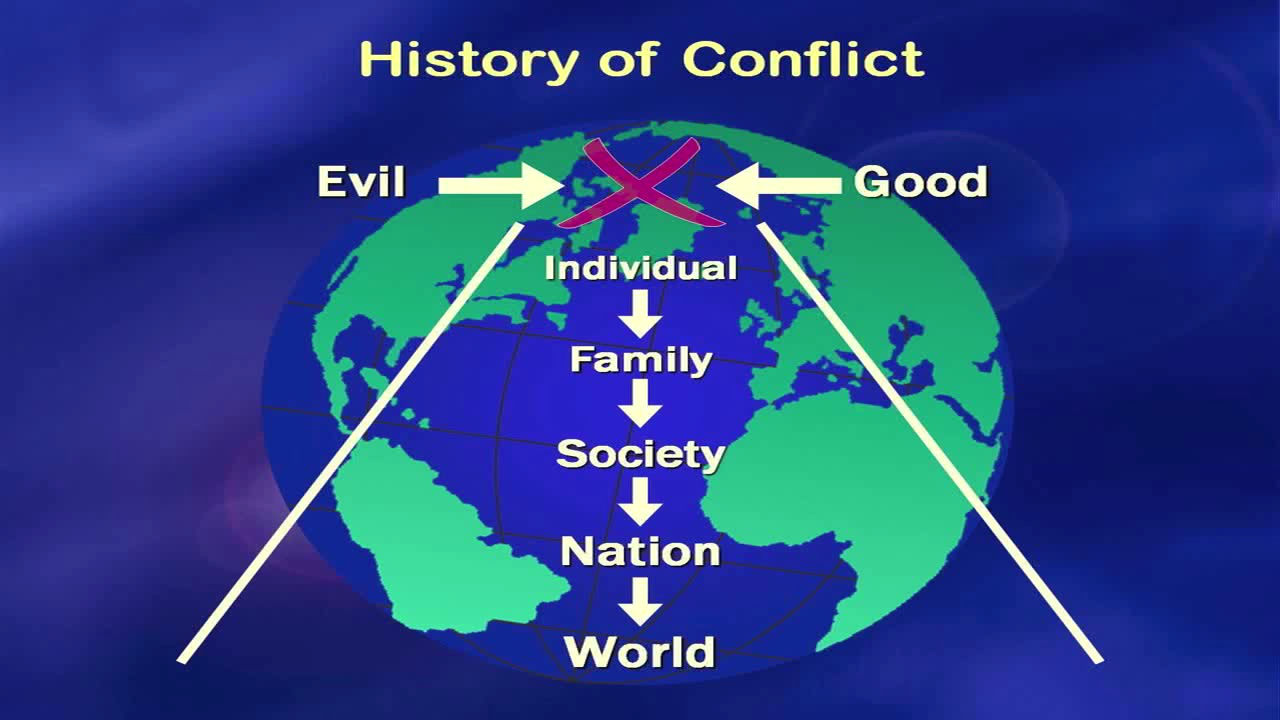 History of Conflict
Evil
Good
Individual
Family
Society
Nation
World